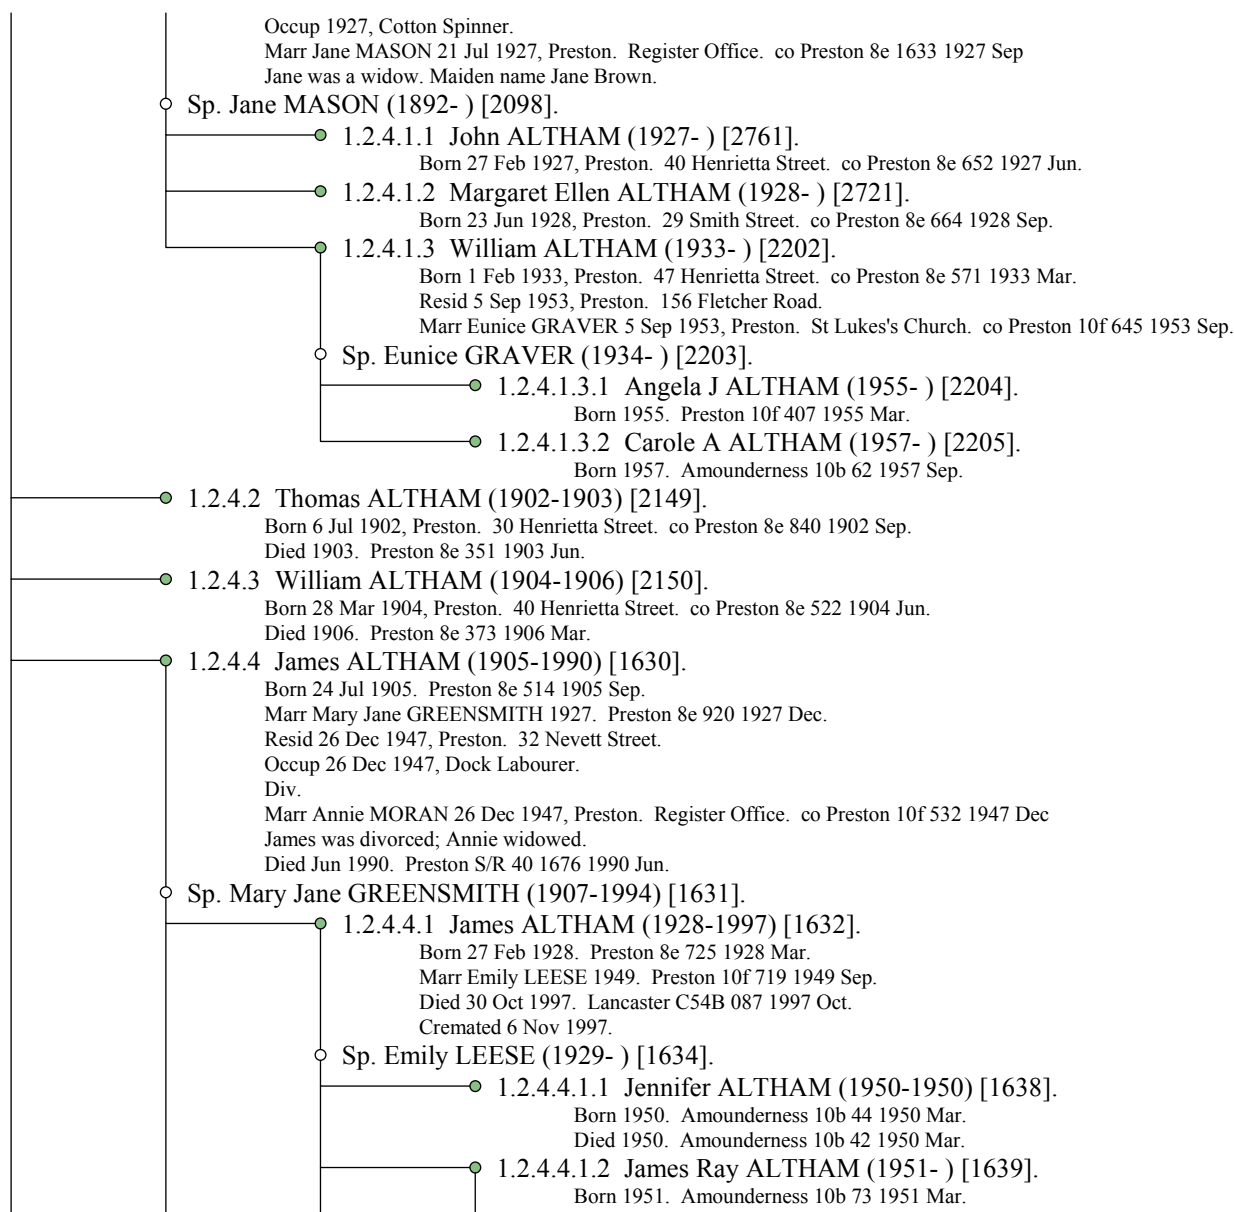 Occup 1927, Cotton Spinner.
Marr Jane MASON 21 Jul 1927, Preston.  Register Office.  co Preston 8e 1633 1927 Sep
Jane was a widow. Maiden name Jane Brown.
Sp. Jane MASON (1892- ) [2098].
1.2.4.1.1  John ALTHAM (1927- ) [2761].
Born 27 Feb 1927, Preston.  40 Henrietta Street.  co Preston 8e 652 1927 Jun.
1.2.4.1.2  Margaret Ellen ALTHAM (1928- ) [2721].
Born 23 Jun 1928, Preston.  29 Smith Street.  co Preston 8e 664 1928 Sep.
1.2.4.1.3  William ALTHAM (1933- ) [2202].
Born 1 Feb 1933, Preston.  47 Henrietta Street.  co Preston 8e 571 1933 Mar.
Resid 5 Sep 1953, Preston.  156 Fletcher Road.
Marr Eunice GRAVER 5 Sep 1953, Preston.  St Lukes's Church.  co Preston 10f 645 1953 Sep.
Sp. Eunice GRAVER (1934- ) [2203].
1.2.4.1.3.1  Angela J ALTHAM (1955- ) [2204].
Born 1955.  Preston 10f 407 1955 Mar.
1.2.4.1.3.2  Carole A ALTHAM (1957- ) [2205].
Born 1957.  Amounderness 10b 62 1957 Sep.
1.2.4.2  Thomas ALTHAM (1902-1903) [2149].
Born 6 Jul 1902, Preston.  30 Henrietta Street.  co Preston 8e 840 1902 Sep.
Died 1903.  Preston 8e 351 1903 Jun.
1.2.4.3  William ALTHAM (1904-1906) [2150].
Born 28 Mar 1904, Preston.  40 Henrietta Street.  co Preston 8e 522 1904 Jun.
Died 1906.  Preston 8e 373 1906 Mar.
1.2.4.4  James ALTHAM (1905-1990) [1630].
Born 24 Jul 1905.  Preston 8e 514 1905 Sep.
Marr Mary Jane GREENSMITH 1927.  Preston 8e 920 1927 Dec.
Resid 26 Dec 1947, Preston.  32 Nevett Street.
Occup 26 Dec 1947, Dock Labourer.
Div.
Marr Annie MORAN 26 Dec 1947, Preston.  Register Office.  co Preston 10f 532 1947 Dec
James was divorced; Annie widowed.
Died Jun 1990.  Preston S/R 40 1676 1990 Jun.
Sp. Mary Jane GREENSMITH (1907-1994) [1631].
1.2.4.4.1  James ALTHAM (1928-1997) [1632].
Born 27 Feb 1928.  Preston 8e 725 1928 Mar.
Marr Emily LEESE 1949.  Preston 10f 719 1949 Sep.
Died 30 Oct 1997.  Lancaster C54B 087 1997 Oct.
Cremated 6 Nov 1997.
Sp. Emily LEESE (1929- ) [1634].
1.2.4.4.1.1  Jennifer ALTHAM (1950-1950) [1638].
Born 1950.  Amounderness 10b 44 1950 Mar.
Died 1950.  Amounderness 10b 42 1950 Mar.
1.2.4.4.1.2  James Ray ALTHAM (1951- ) [1639].
Born 1951.  Amounderness 10b 73 1951 Mar.